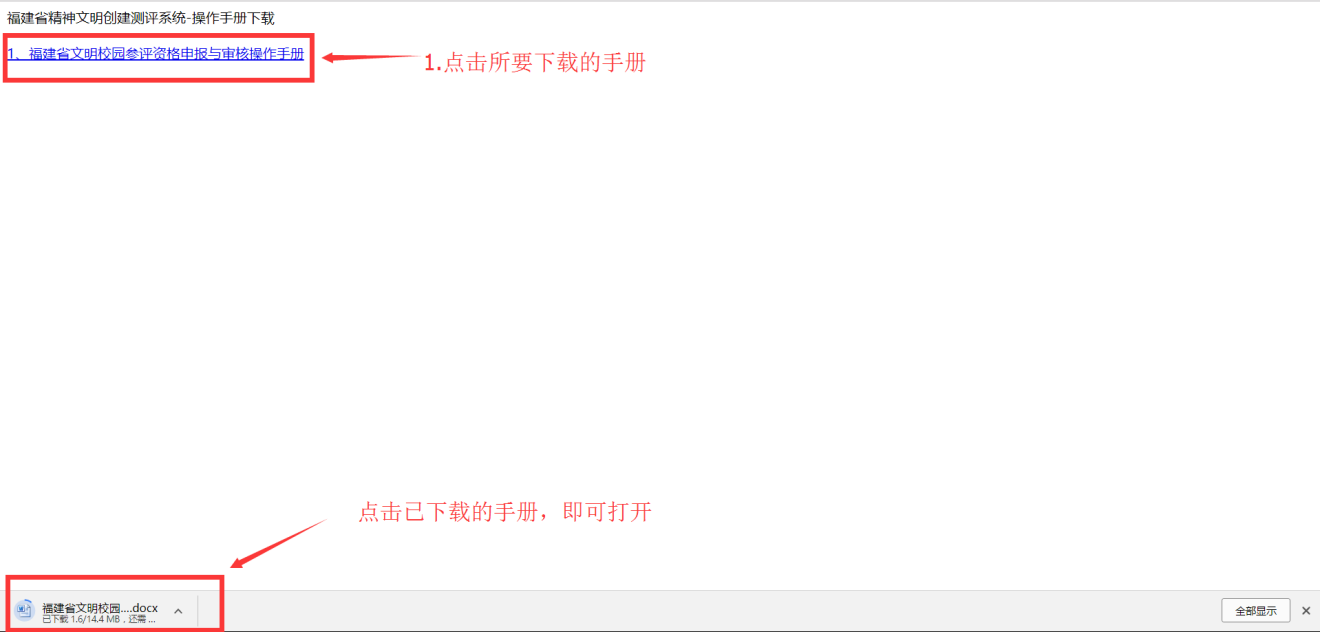 福建省精神文明创建测评系统-操作手册下载
1、福建省文明校园参评资格申报与审核操作手册
1.点击所要下载的手册
点击已下载的手册，即可打开
福建省文明校园....docx
已下载 1.6/14.4 MB，还需 ...
全部显示